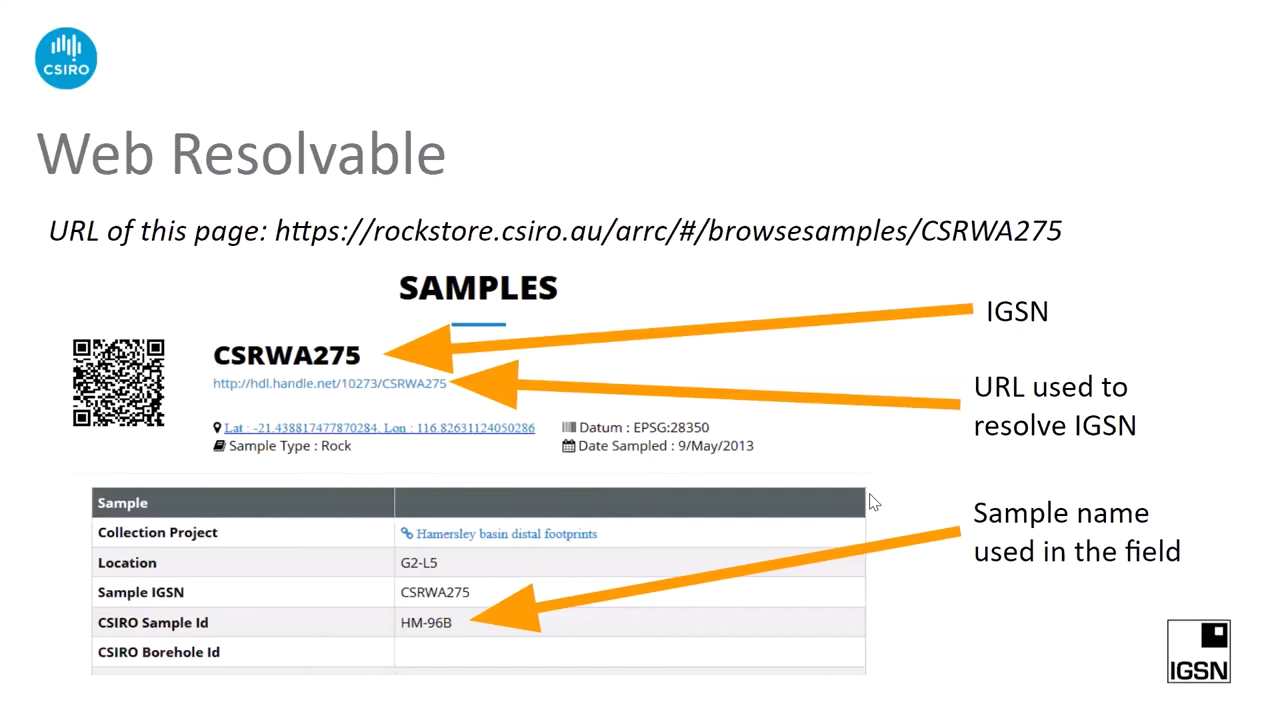 CSIRO
Web Resolvable
URL of this page: https://rockstore.csiro.au/arrc/#/browsesamples/CSRWA275
SAMPLES
IGSN
CSRWA275
http://hdl.handle.net/10273/CSRWA275
URL used to
resolve IGSN
Lat : -21.438817477870284, Lon : 116.82631124050286
Datum : EPSG:28350
Sample Type : Rock
Date Sampled : 9/May/2013
Sample
Collection Project
Hamersley basin distal footprints
Location
G2-L5
Sample IGSN
CSRWA275
CSIRO Sample Id
HM-96B
CSIRO Borehole Id
Sample name
used in the field
IGSN